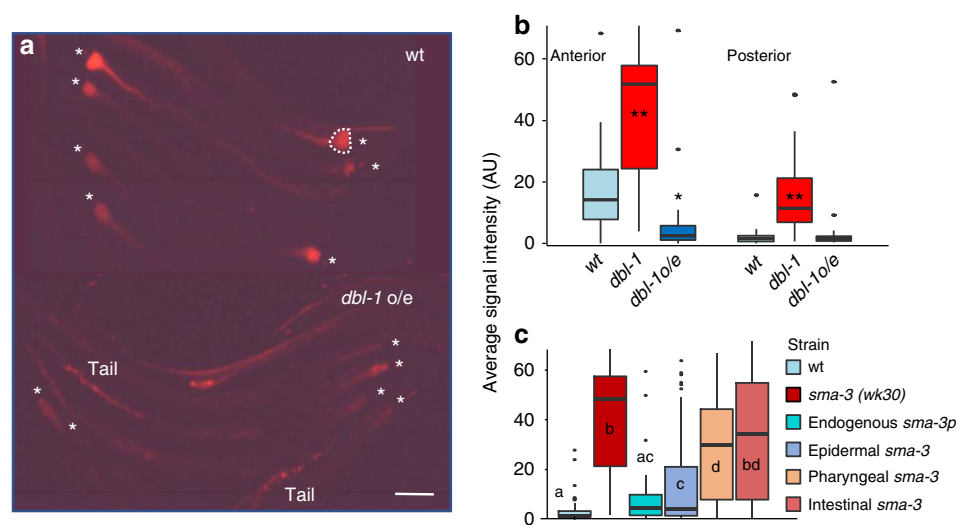 a
*
wt
*
*
*
*
*
*
dbl-1 o/e
*
Tail
*
*
*
*
*
Tail
Average signal intensity (AU)
b
60
Anterior
Posterior
40
**
20
*
**
0
wt
dbl-1
dbl-1o/e
wt
dbl-1
dbl-1o/e
c
60
40
20
0
a
b
ac
c
d
bd
Strain
wt
sma-3 (wk30)
Endogenous sma-3p
Epidermal sma-3
Pharyngeal sma-3
Intestinal sma-3